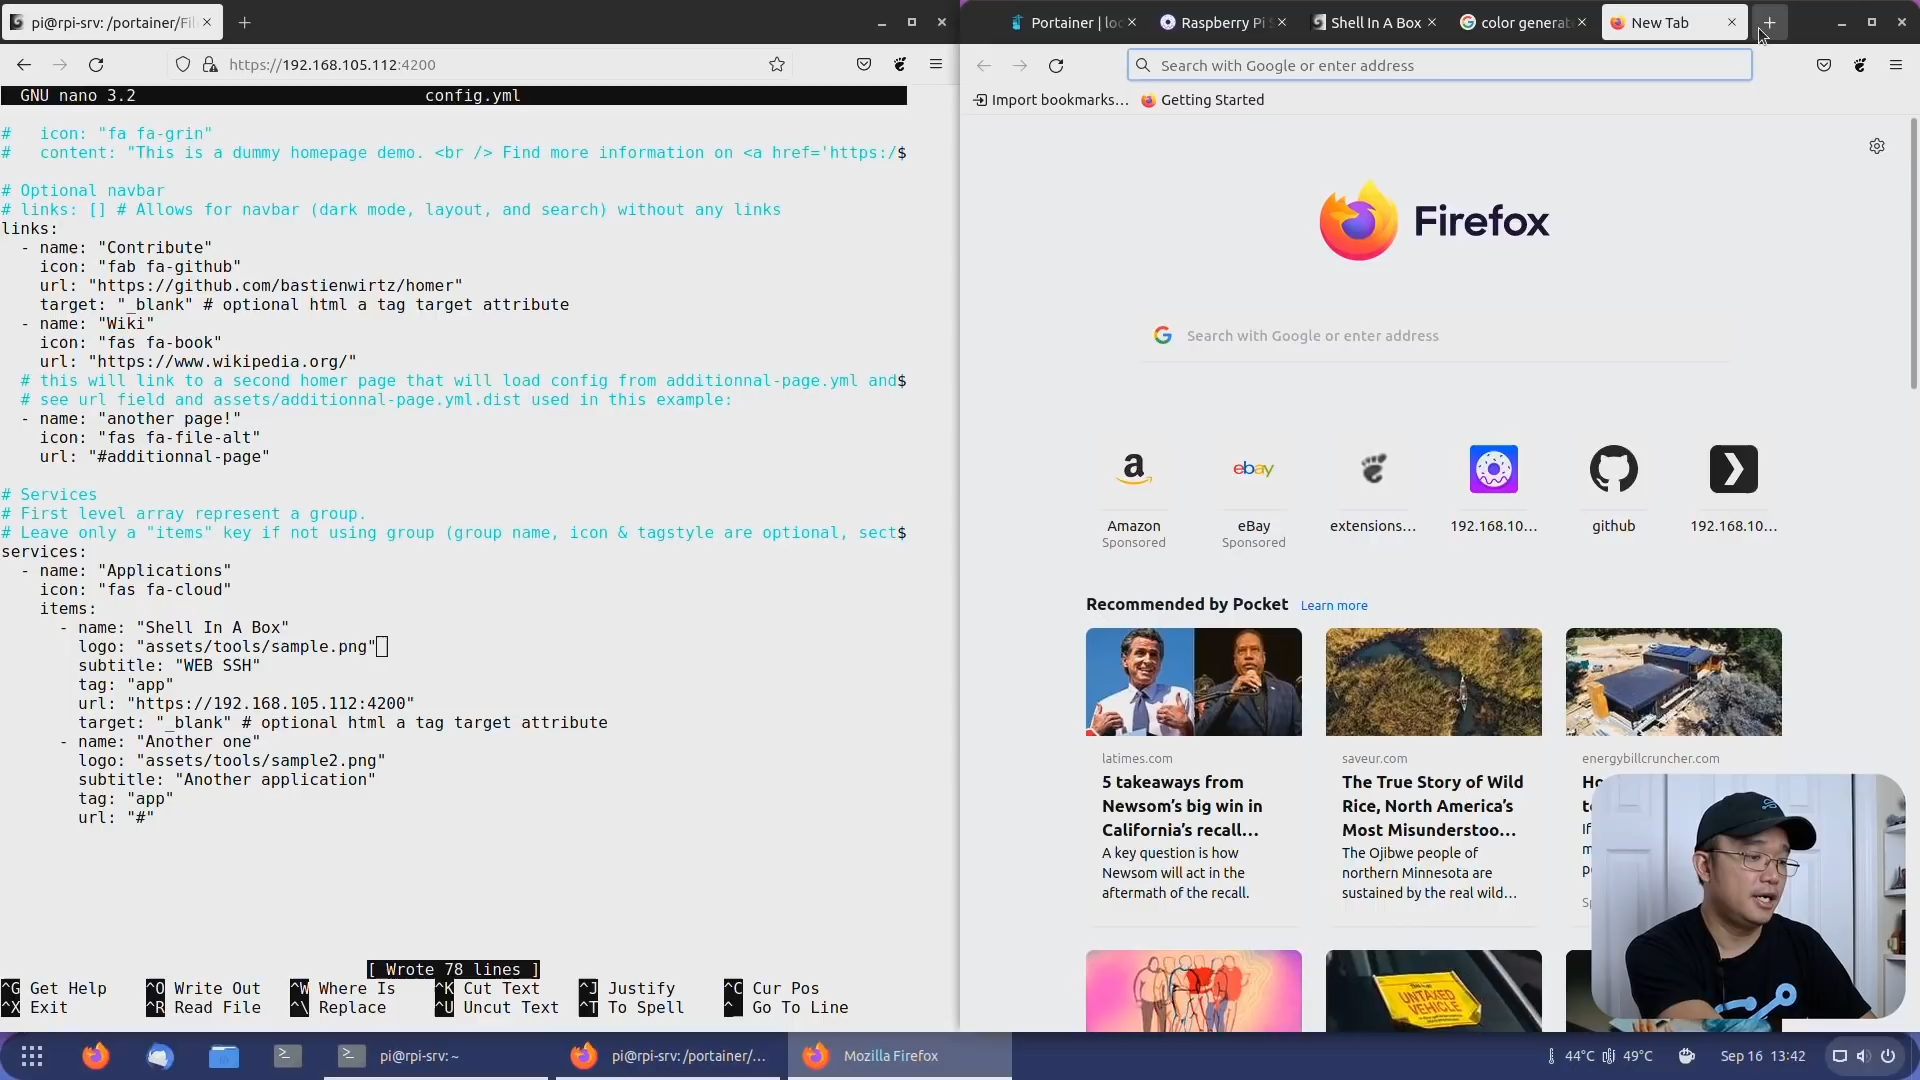 pi@rpi-srv: /portainer/Fil
https://192.168.105.112:4200
GNU nano 3.2 config.yml
#   icon: "fa fa-grin"
#   content: "This is a dummy homepage demo. <br /> Find more information on <a href='https:/$
# Optional navbar
# links: [] # Allows for navbar (dark mode, layout, and search) without any links
links:
  - name: "Contribute"
    icon: "fab fa-github"
    url: "https://github.com/bastienwirtz/homer"
    target: "_blank" # optional html a tag target attribute
  - name: "Wiki"
    icon: "fas fa-book"
    url: "https://www.wikipedia.org/"
  # this will link to a second homer page that will load config from additionnal-page.yml and$
  # see url field and assets/additionnal-page.yml.dist used in this example:
  - name: "another page!"
    icon: "fas fa-file-alt"
    url: "#additionnal-page"
# Services
# First level array represent a group.
# Leave only a "items" key if not using group (group name, icon & tagstyle are optional, sect$
services:
  - name: "Applications"
    icon: "fas fa-cloud"
    items:
      - name: "Shell In A Box"
        logo: "assets/tools/sample.png"
        subtitle: "WEB SSH"
        tag: "app"
        url: "https://192.168.105.112:4200"
        target: "_blank" # optional html a tag target attribute
      - name: "Another one"
        logo: "assets/tools/sample2.png"
        subtitle: "Another application"
        tag: "app"
        url: "#"
[ Wrote 78 lines ]
^G Get Help ^O Write Out ^W Where Is ^K Cut Text ^J Justify ^C Cur Pos
^X Exit ^R Read File ^\ Replace ^U Uncut Text ^T To Spell ^_ Go To Line
Portainer | loc Raspberry Pi S Shell In A Box color generat New Tab
Search with Google or enter address
Import bookmarks... Getting Started
Firefox
Search with Google or enter address
Amazon eBay extensions... 192.168.10... github 192.168.10...
Sponsored Sponsored
Recommended by Pocket Learn more
latimes.com
5 takeaways from
Newsom's big win in
California's recall...
A key question is how
Newsom will act in the
aftermath of the recall.
saveur.com
The True Story of Wild
Rice, North America's
Most Misunderstoo...
The Ojibwe people of
northern Minnesota are
sustained by the real wild...
energybillcruncher.com
UNTAXED
VEHICLE
pi@rpi-srv: ~ pi@rpi-srv: /portainer/... Mozilla Firefox 44°C 49°C Sep 16 13:42